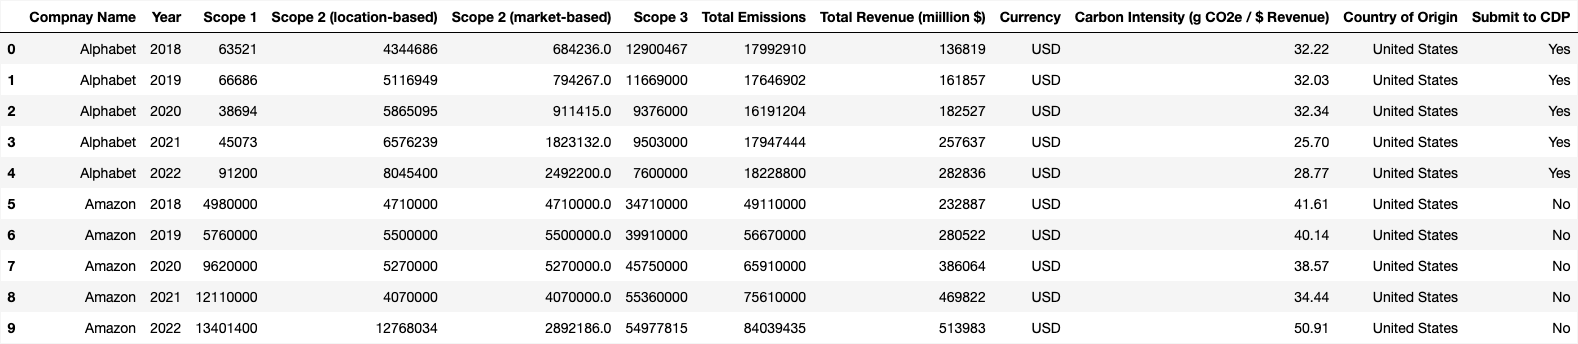 Compnay Name Year Scope 1 Scope 2 (location-based) Scope 2 (market-based) Scope 3 Total Emissions Total Revenue (miillion $) Currency Carbon Intensity (g CO2e / $ Revenue) Country of Origin Submit to CDP
0 Alphabet 2018 63521 4344686 684236.0 12900467 17992910 136819 USD 32.22 United States Yes
1 Alphabet 2019 66686 5116949 794267.0 11669000 17646902 161857 USD 32.03 United States Yes
2 Alphabet 2020 38694 5865095 911415.0 9376000 16191204 182527 USD 32.34 United States Yes
3 Alphabet 2021 45073 6576239 1823132.0 9503000 17947444 257637 USD 25.70 United States Yes
4 Alphabet 2022 91200 8045400 2492200.0 7600000 18228800 282836 USD 28.77 United States Yes
5 Amazon 2018 4980000 4710000 4710000.0 34710000 49110000 232887 USD 41.61 United States No
6 Amazon 2019 5760000 5500000 5500000.0 39910000 56670000 280522 USD 40.14 United States No
7 Amazon 2020 9620000 5270000 5270000.0 45750000 65910000 386064 USD 38.57 United States No
8 Amazon 2021 12110000 4070000 4070000.0 55360000 75610000 469822 USD 34.44 United States No
9 Amazon 2022 13401400 12768034 2892186.0 54977815 84039435 513983 USD 50.91 United States No